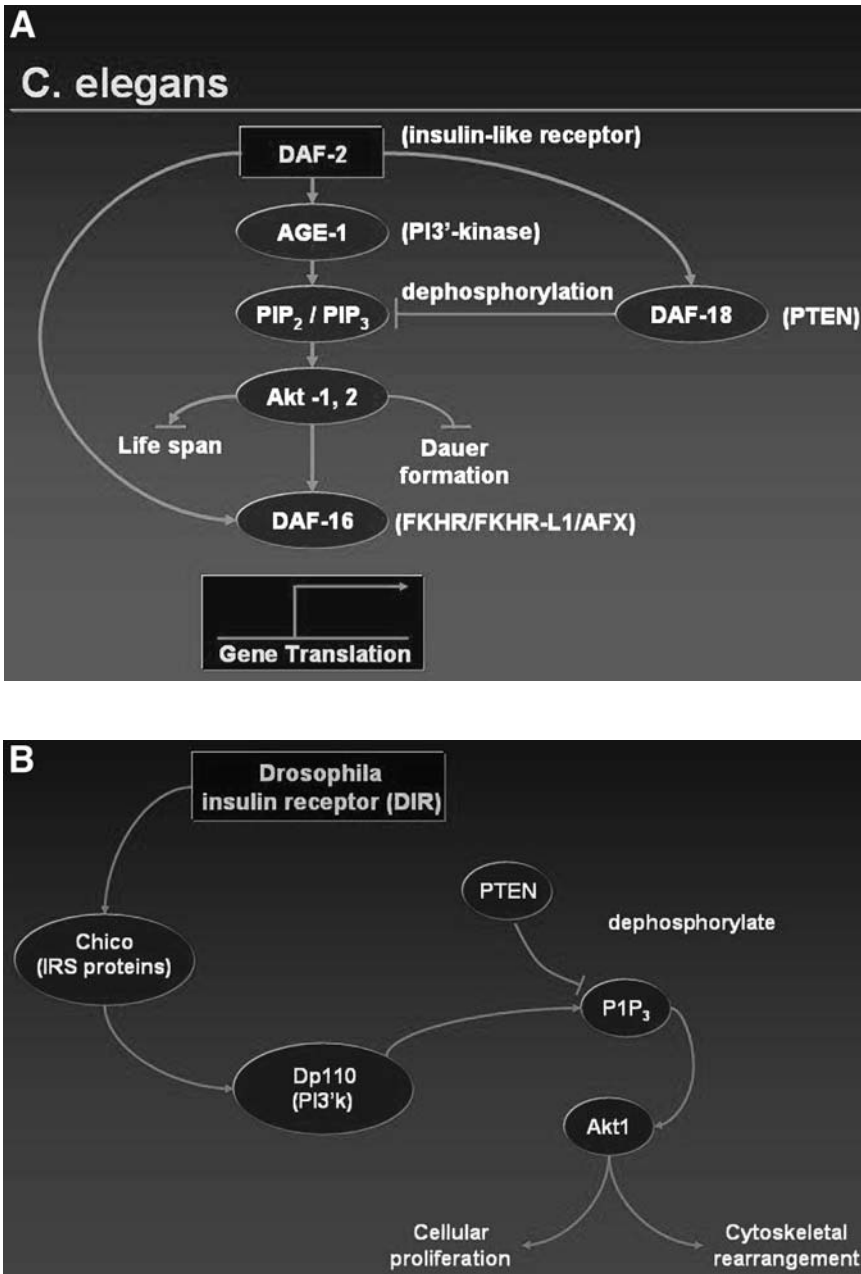 A
C. elegans
DAF-2
(insulin-like receptor)
AGE-1
(PI3'-kinase)
PIP₂ / PIP₃
dephosphorylation
DAF-18
(PTEN)
Akt -1, 2
Life span
Dauer
formation
DAF-16
(FKHR/FKHR-L1/AFX)
Gene Translation
B
Drosophila
insulin receptor (DIR)
PTEN
dephosphorylate
Chico
(IRS proteins)
P1P₃
Dp110
(PI3'k)
Akt1
Cellular
proliferation
Cytoskeletal
rearrangement